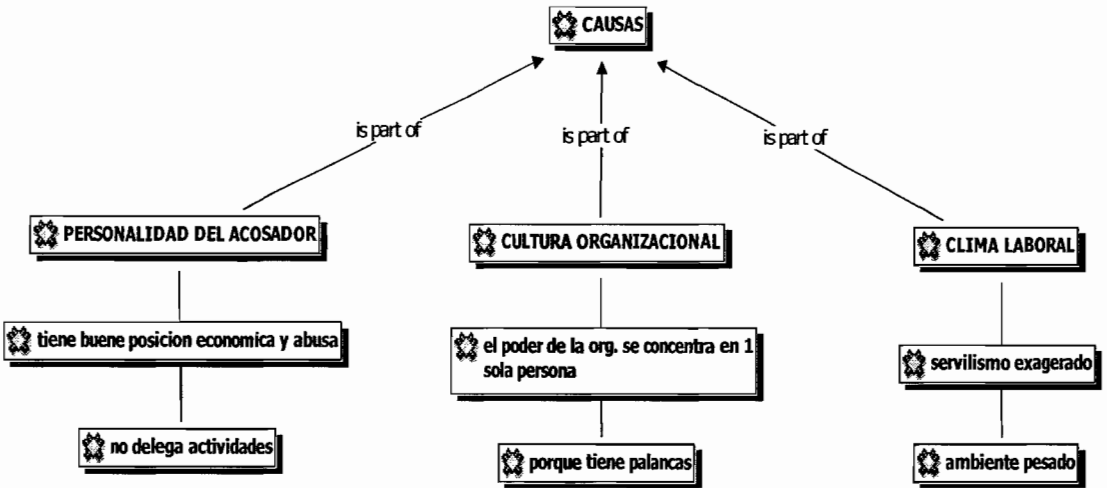 CAUSAS
is part of
is part of
is part of
PERSONALIDAD DEL ACOSADOR
CULTURA ORGANIZACIONAL
CLIMA LABORAL
tiene buene posicion economica y abusa
el poder de la org. se concentra en 1
sola persona
servilismo exagerado
no delega actividades
porque tiene palancas
ambiente pesado